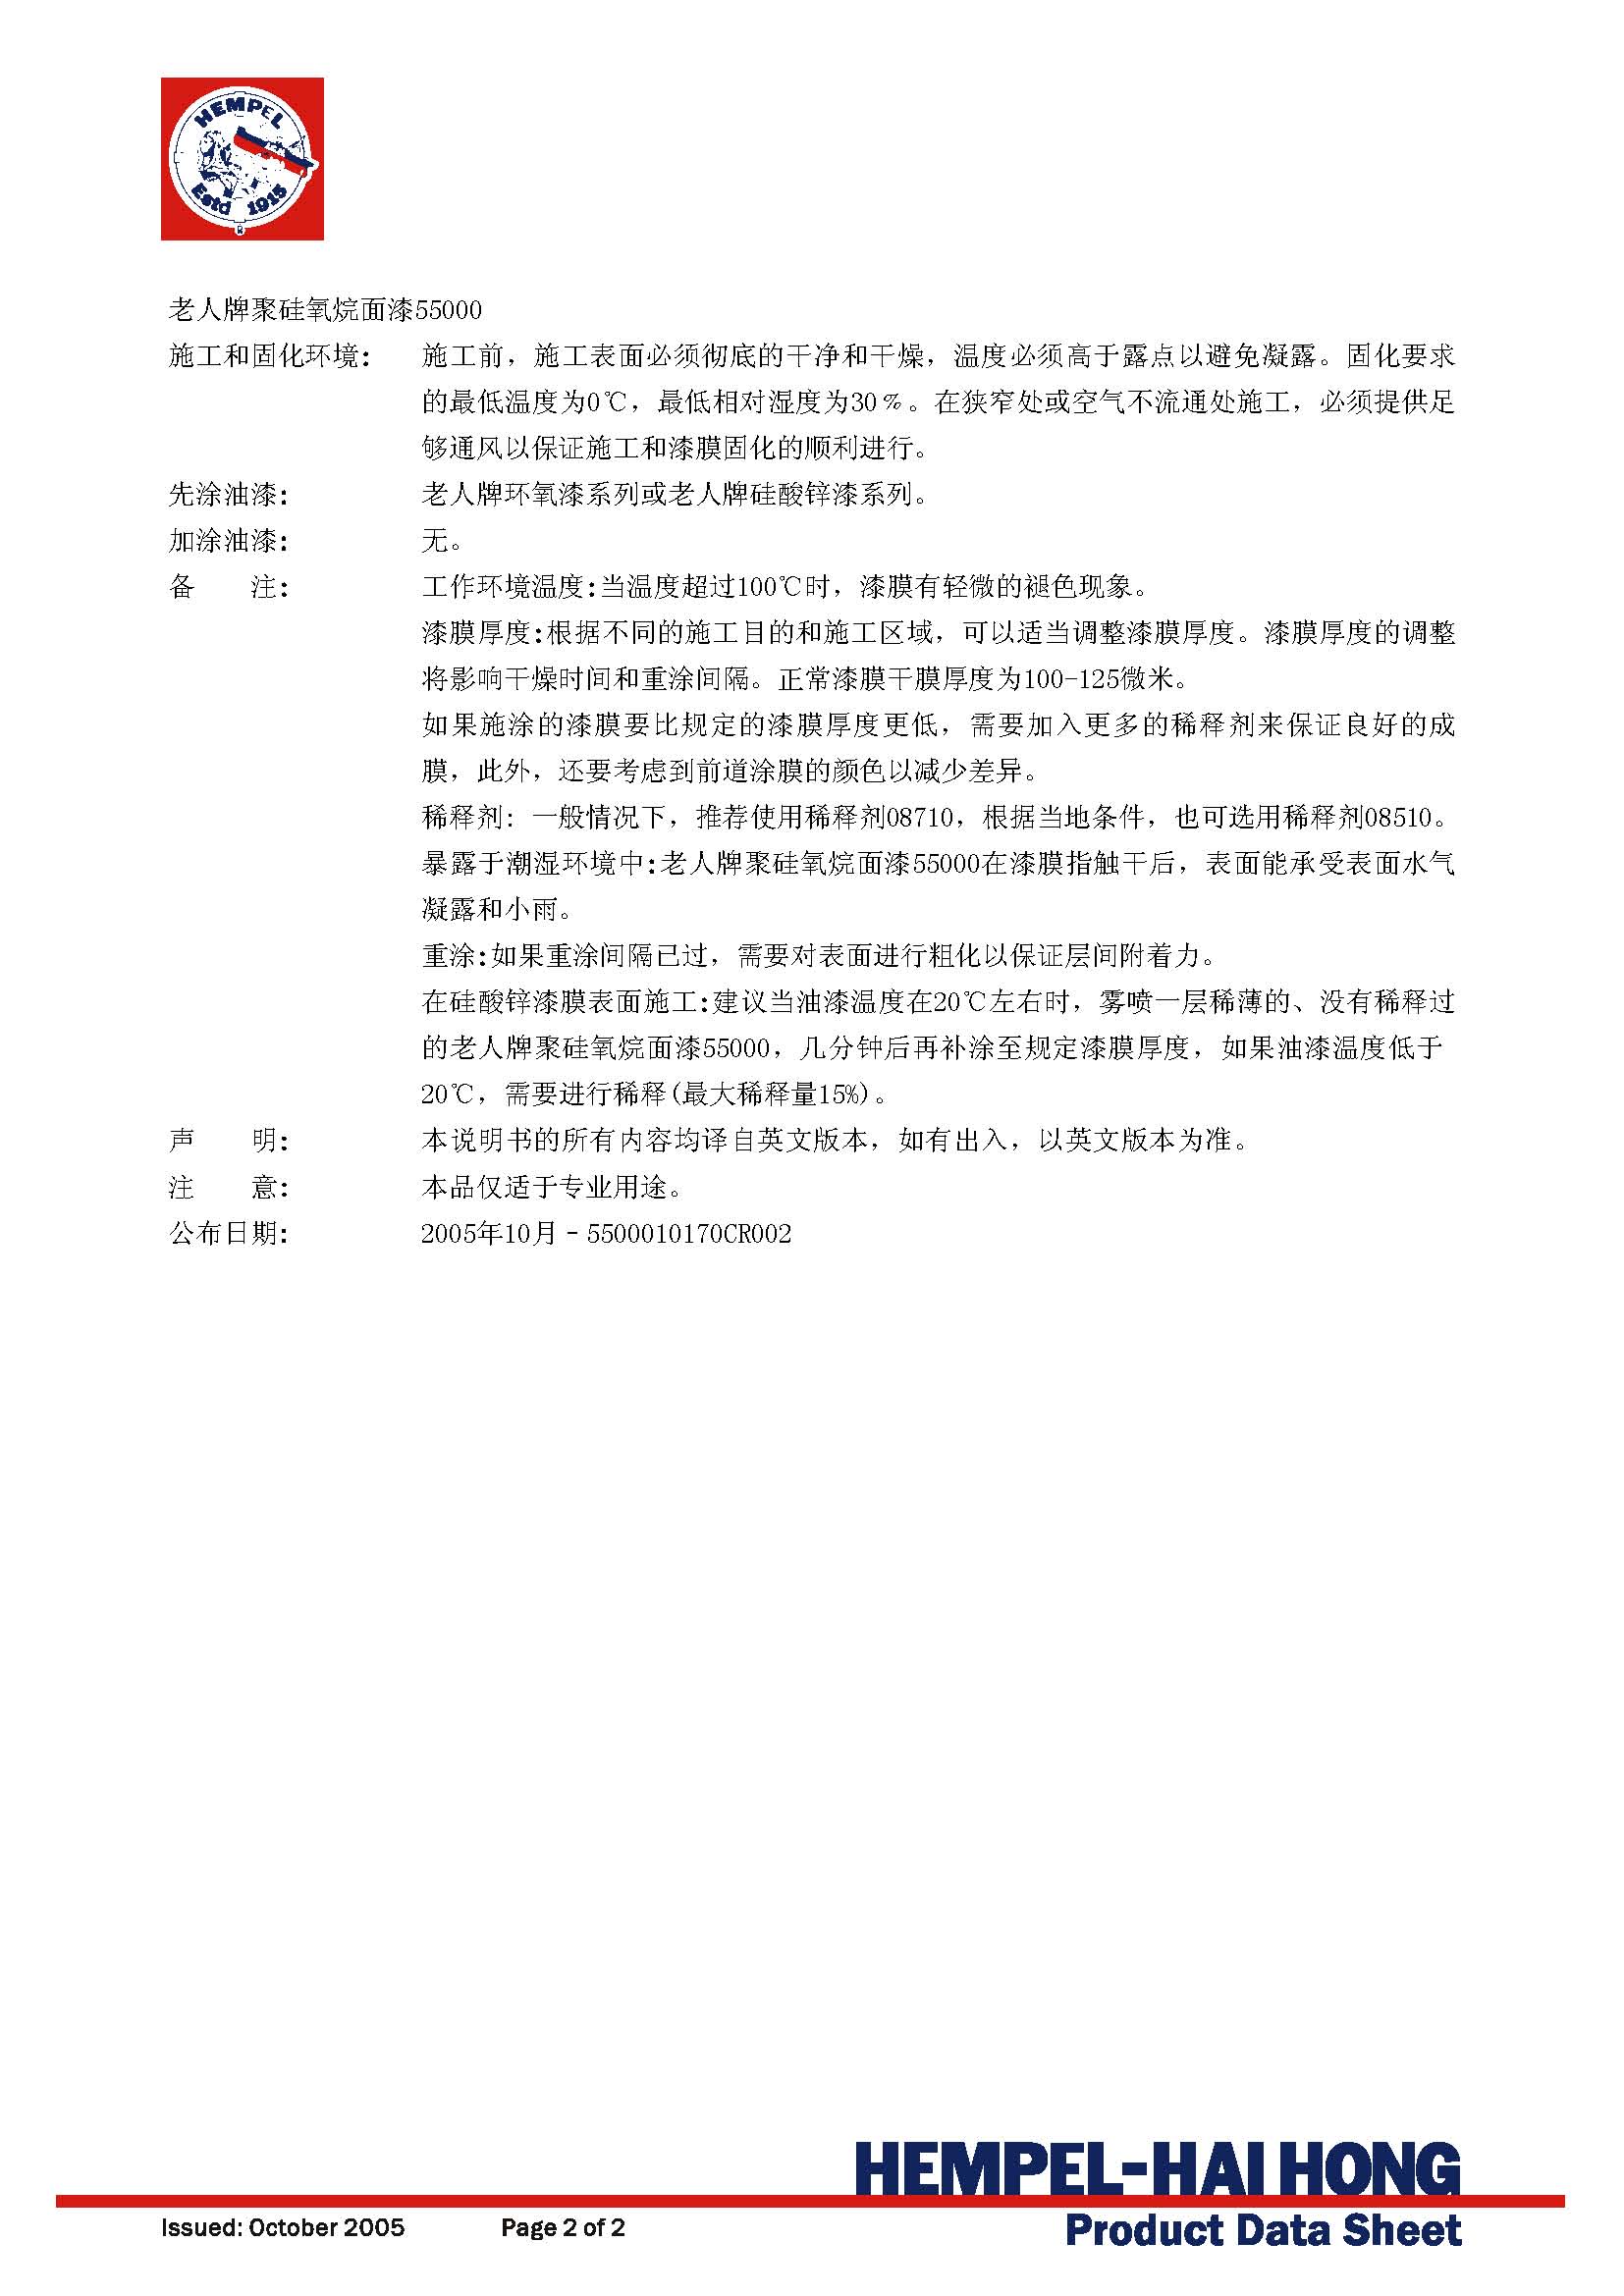 HEMPEL
Estd 1915
®
老人牌聚硅氧烷面漆55000
施工和固化环境: 施工前，施工表面必须彻底的干净和干燥，温度必须高于露点以避免凝露。固化要求
的最低温度为0℃，最低相对湿度为30％。在狭窄处或空气不流通处施工，必须提供足
够通风以保证施工和漆膜固化的顺利进行。
先涂油漆: 老人牌环氧漆系列或老人牌硅酸锌漆系列。
加涂油漆: 无。
备 注: 工作环境温度:当温度超过100℃时，漆膜有轻微的褪色现象。
漆膜厚度:根据不同的施工目的和施工区域，可以适当调整漆膜厚度。漆膜厚度的调整
将影响干燥时间和重涂间隔。正常漆膜干膜厚度为100-125微米。
如果施涂的漆膜要比规定的漆膜厚度更低，需要加入更多的稀释剂来保证良好的成
膜，此外，还要考虑到前道涂膜的颜色以减少差异。
稀释剂: 一般情况下，推荐使用稀释剂08710，根据当地条件，也可选用稀释剂08510。
暴露于潮湿环境中:老人牌聚硅氧烷面漆55000在漆膜指触干后，表面能承受表面水气
凝露和小雨。
重涂:如果重涂间隔已过，需要对表面进行粗化以保证层间附着力。
在硅酸锌漆膜表面施工:建议当油漆温度在20℃左右时，雾喷一层稀薄的、没有稀释过
的老人牌聚硅氧烷面漆55000，几分钟后再补涂至规定漆膜厚度，如果油漆温度低于
20℃，需要进行稀释(最大稀释量15%)。
声 明: 本说明书的所有内容均译自英文版本，如有出入，以英文版本为准。
注 意: 本品仅适于专业用途。
公布日期: 2005年10月－5500010170CR002
HEMPEL-HAI HONG
Issued: October 2005 Page 2 of 2 Product Data Sheet